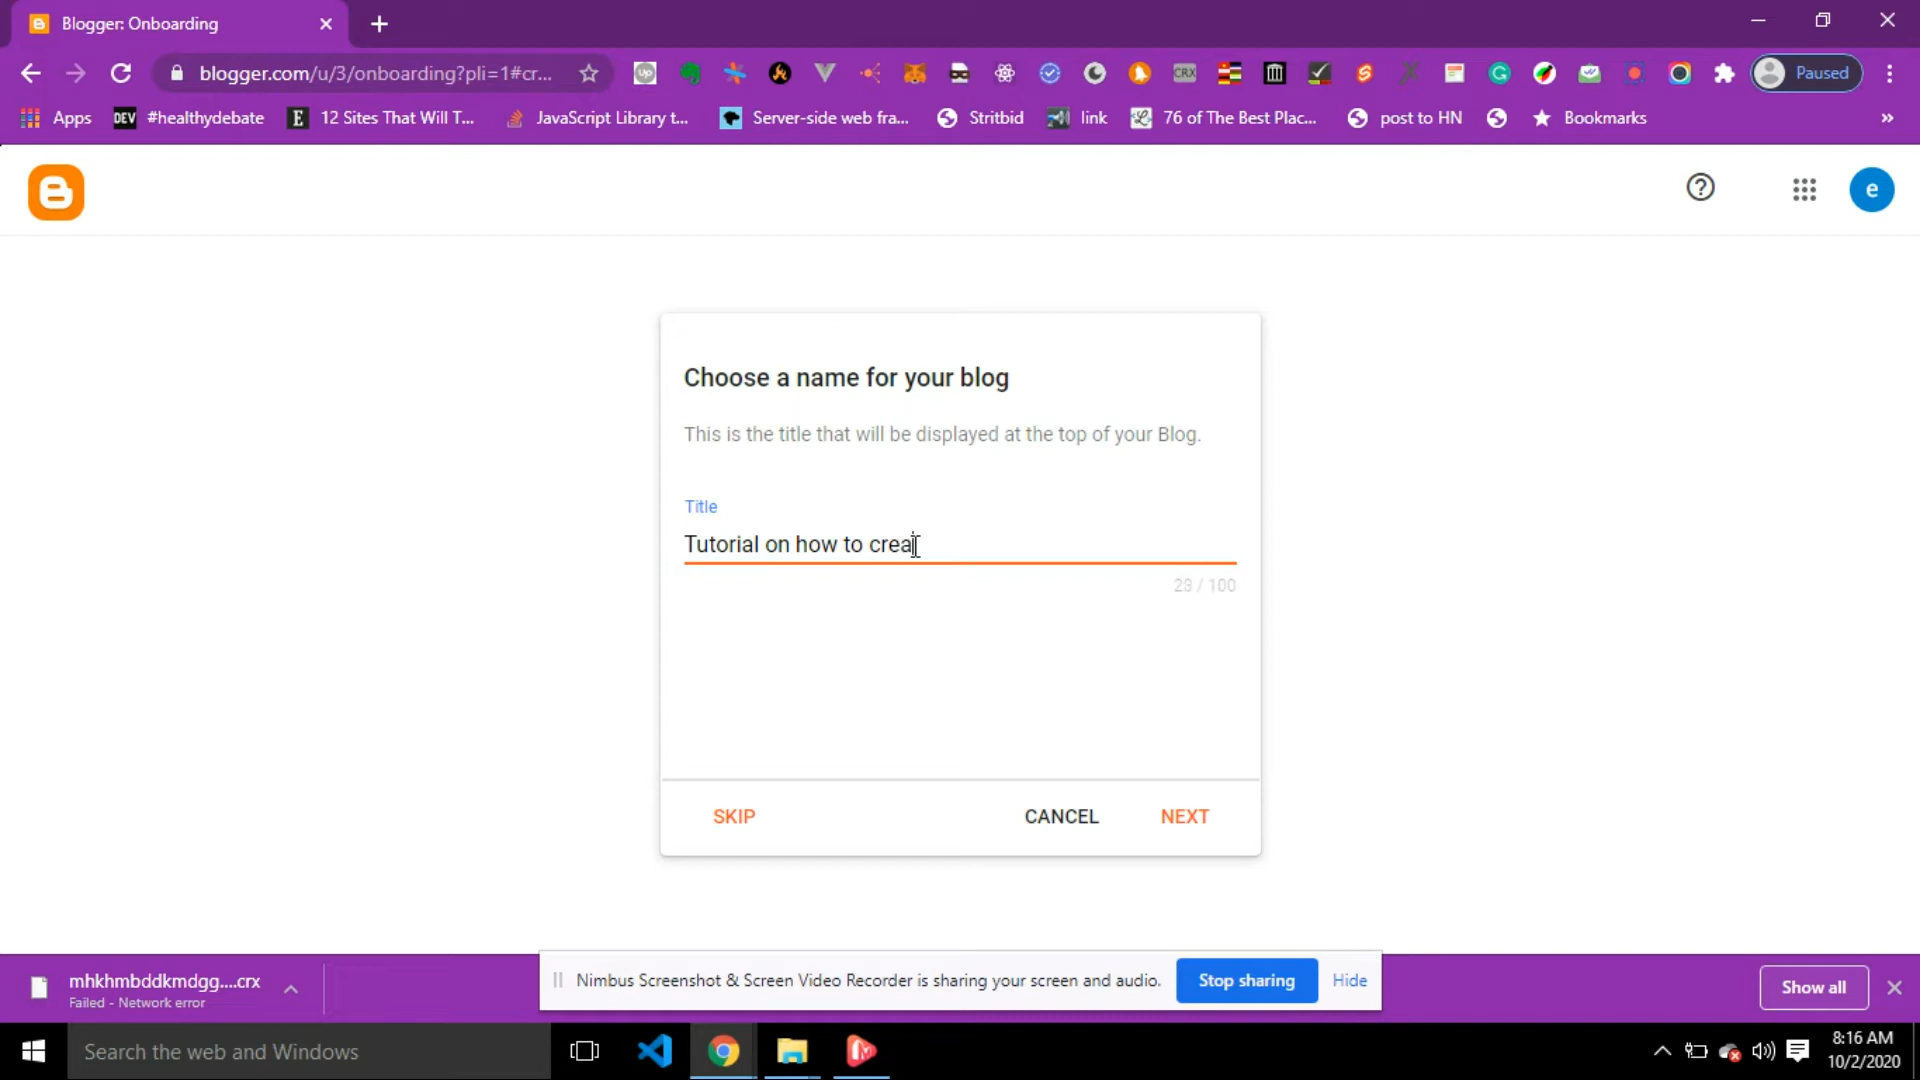 Blogger: Onboarding
blogger.com/u/3/onboarding?pli=1#cr...
Up
CRX
Paused
Apps
DEV #healthydebate
E 12 Sites That Will T...
JavaScript Library t...
Server-side web fra...
Stritbid
link
76 of The Best Plac...
post to HN
Bookmarks
»
e
Choose a name for your blog
This is the title that will be displayed at the top of your Blog.
Title
Tutorial on how to crea
23 / 100
SKIP
CANCEL
NEXT
mhkhmbddkmdgg....crx
Failed - Network error
Nimbus Screenshot & Screen Video Recorder is sharing your screen and audio.
Stop sharing
Hide
Show all
Search the web and Windows
8:16 AM
10/2/2020